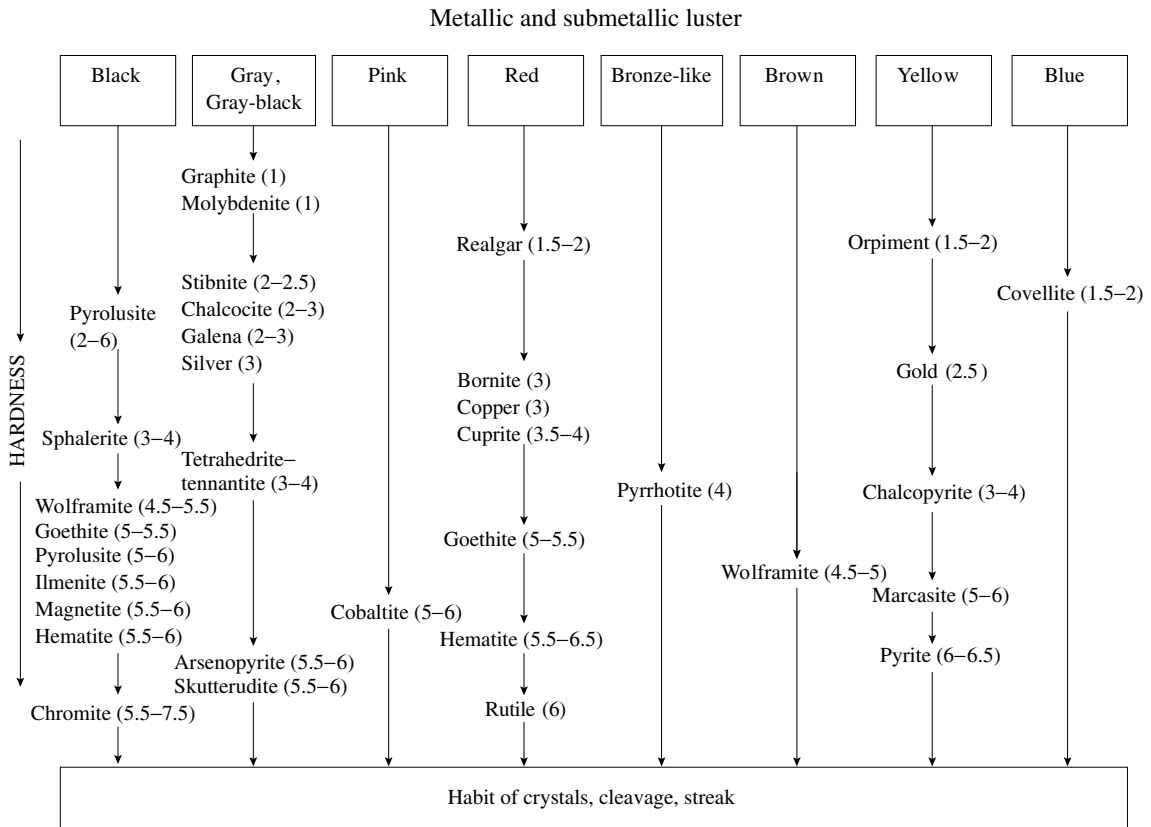 Metallic and submetallic luster
Black
Gray,
Gray-black
Pink
Red
Bronze-like
Brown
Yellow
Blue
HARDNESS
Pyrolusite
(2−6)
Sphalerite (3−4)
Wolframite (4.5−5.5)
Goethite (5−5.5)
Pyrolusite (5−6)
Ilmenite (5.5−6)
Magnetite (5.5−6)
Hematite (5.5−6)
Chromite (5.5−7.5)
Graphite (1)
Molybdenite (1)
Stibnite (2−2.5)
Chalcocite (2−3)
Galena (2−3)
Silver (3)
Tetrahedrite−
tennantite (3−4)
Arsenopyrite (5.5−6)
Skutterudite (5.5−6)
Cobaltite (5−6)
Realgar (1.5−2)
Bornite (3)
Copper (3)
Cuprite (3.5−4)
Goethite (5−5.5)
Hematite (5.5−6.5)
Rutile (6)
Pyrrhotite (4)
Wolframite (4.5−5)
Orpiment (1.5−2)
Gold (2.5)
Chalcopyrite (3−4)
Marcasite (5−6)
Pyrite (6−6.5)
Covellite (1.5−2)
Habit of crystals, cleavage, streak